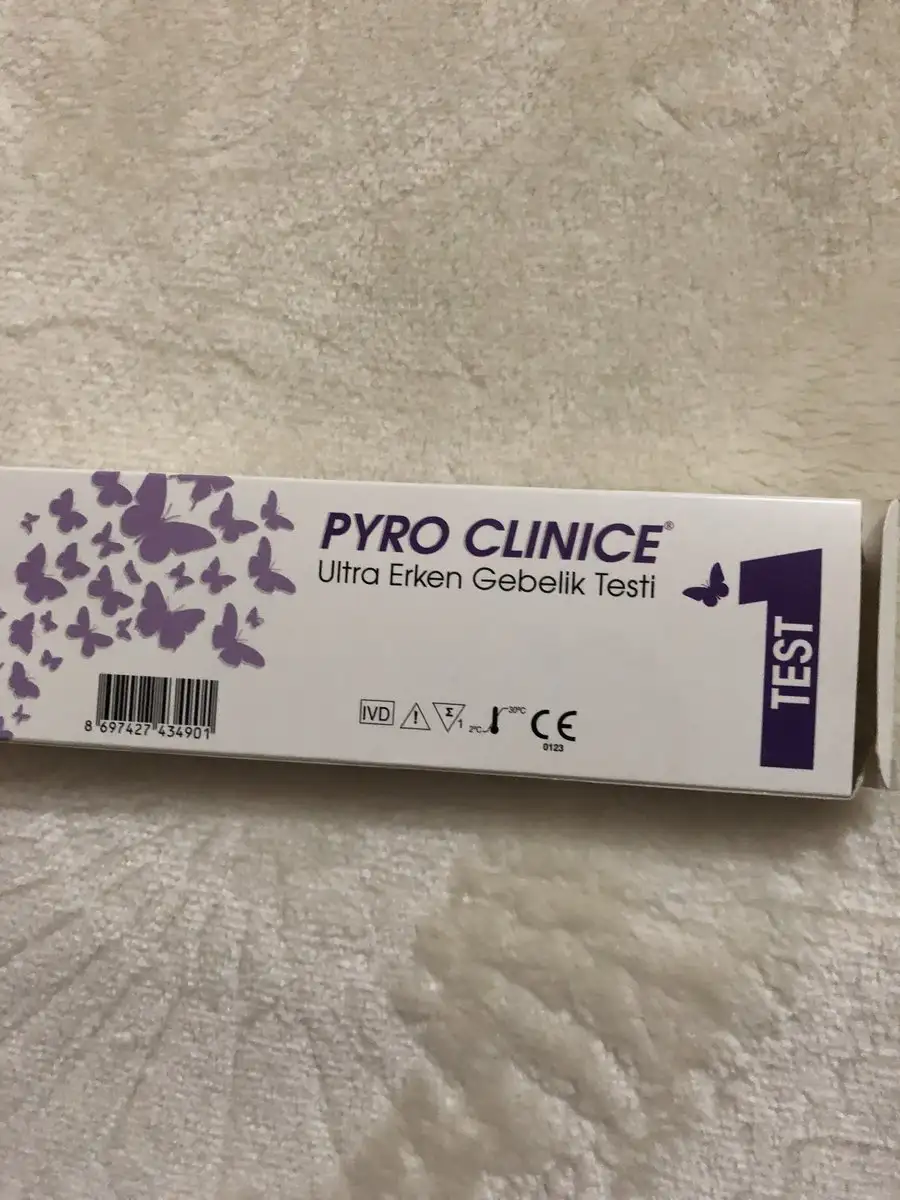 PYRO CLINICE®
Ultra Erken Gebelik Testi
1
TEST
8 697427 434901
IVD
Σ
1
2°C
30°C
CE
0123